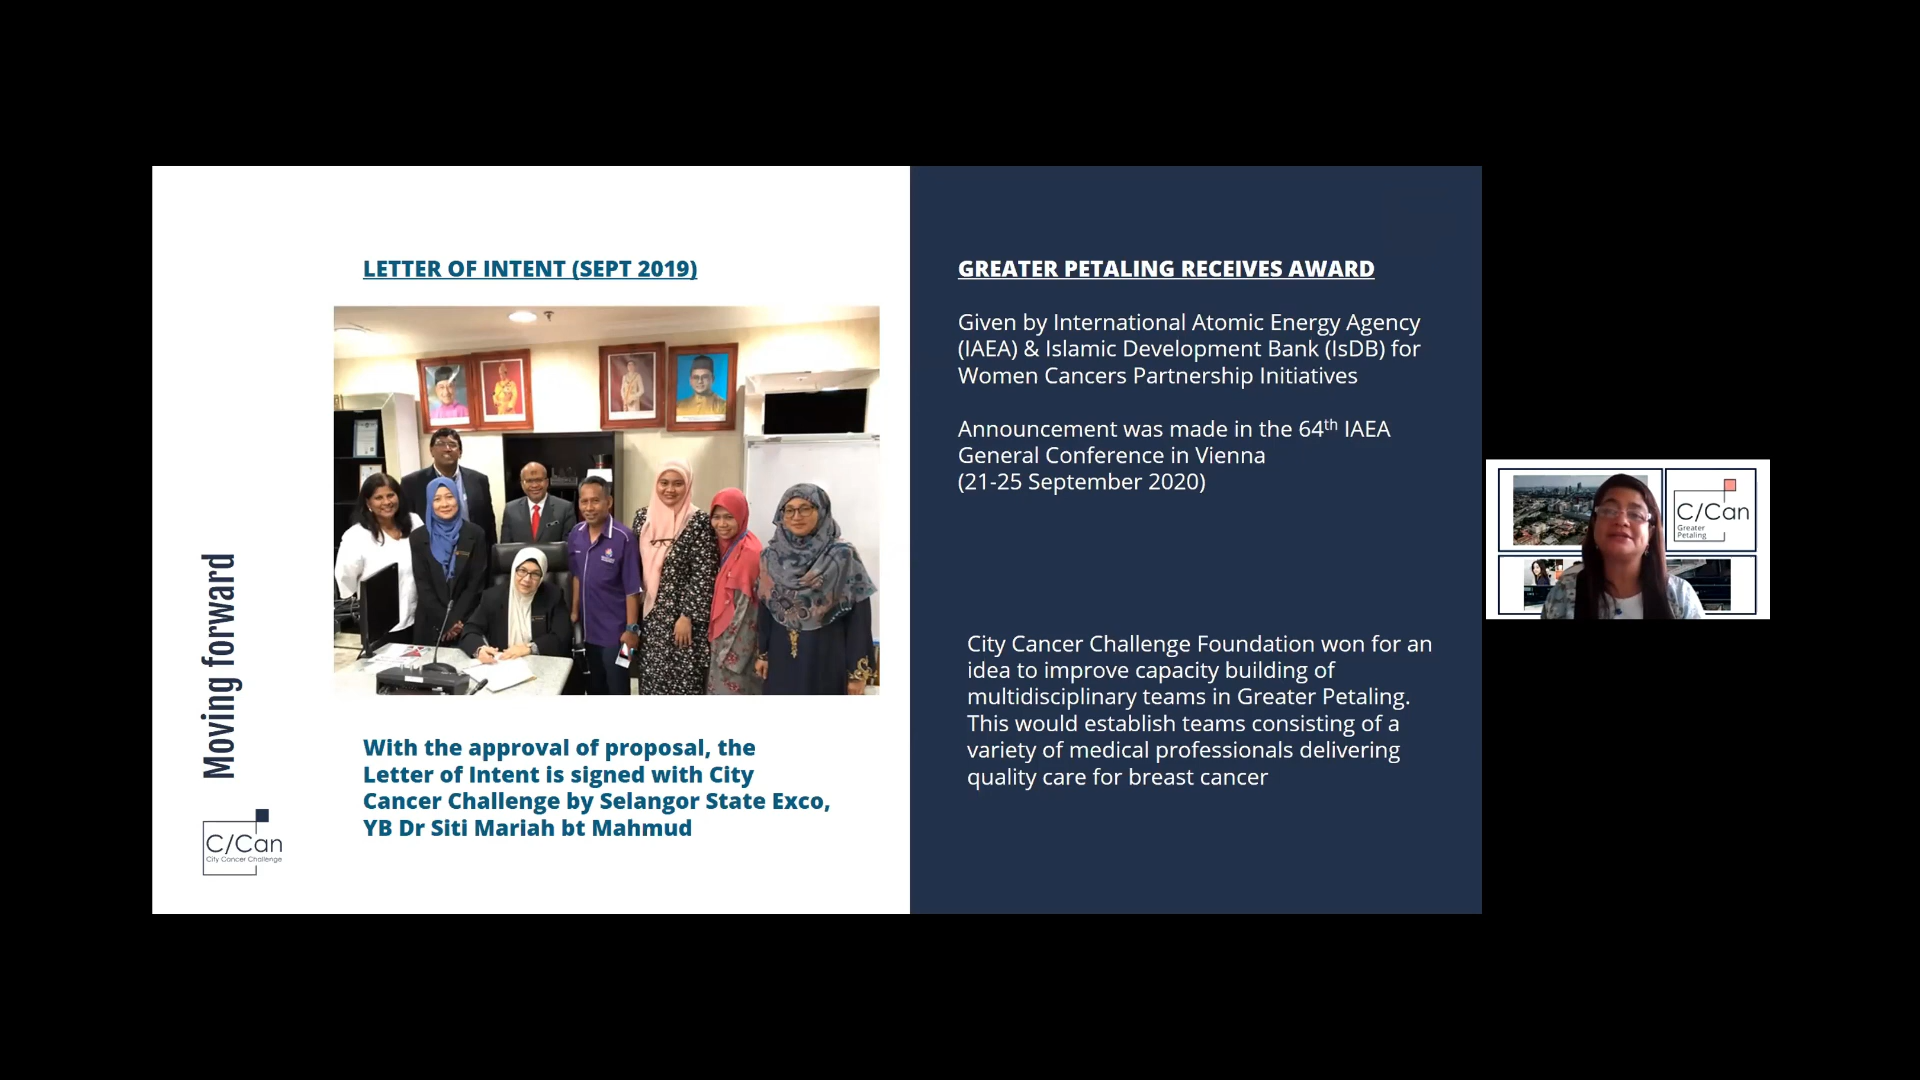 LETTER OF INTENT (SEPT 2019)
With the approval of proposal, the
Letter of Intent is signed with City
Cancer Challenge by Selangor State Exco,
YB Dr Siti Mariah bt Mahmud
Moving forward
C/Can
City Cancer Challenge
GREATER PETALING RECEIVES AWARD
Given by International Atomic Energy Agency
(IAEA) & Islamic Development Bank (IsDB) for
Women Cancers Partnership Initiatives
Announcement was made in the 64th IAEA
General Conference in Vienna
(21-25 September 2020)
City Cancer Challenge Foundation won for an
idea to improve capacity building of
multidisciplinary teams in Greater Petaling.
This would establish teams consisting of a
variety of medical professionals delivering
quality care for breast cancer
C/Can
Greater
Petaling